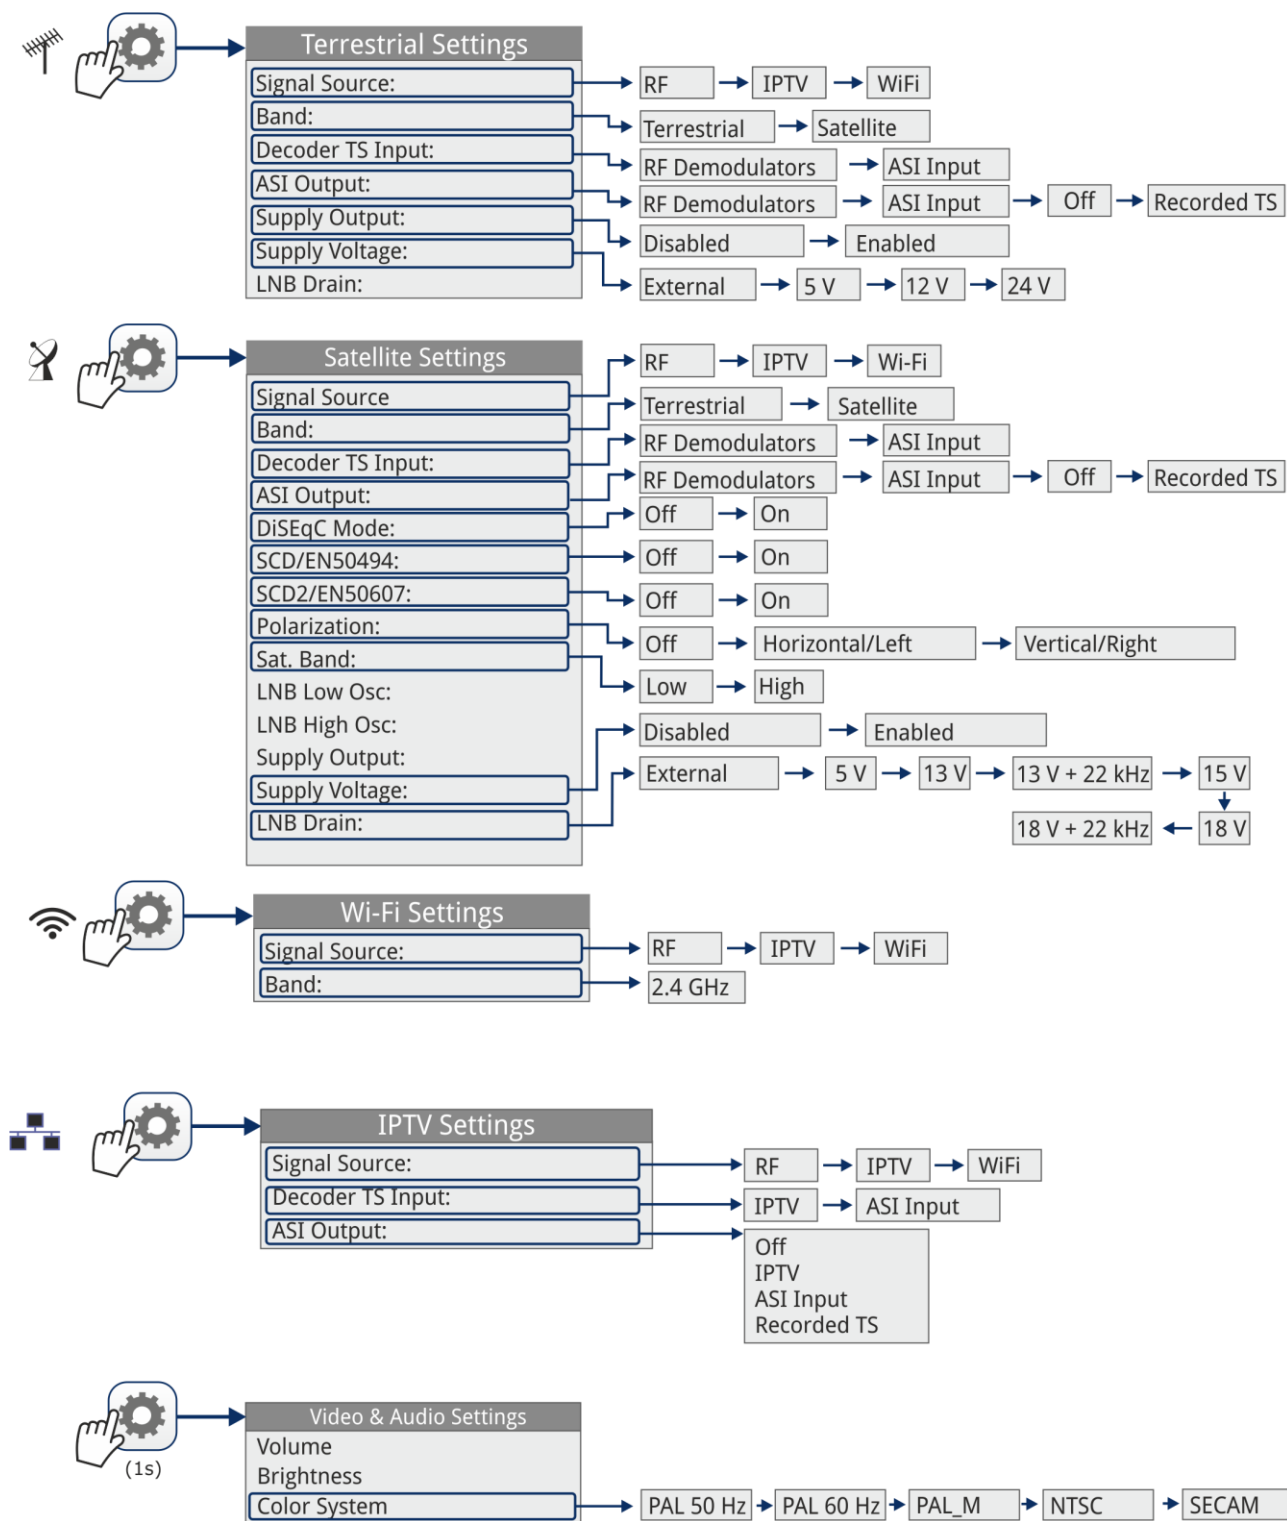 Terrestrial Settings
Signal Source: RF IPTV WiFi
Band: Terrestrial Satellite
Decoder TS Input: RF Demodulators ASI Input
ASI Output: RF Demodulators ASI Input Off Recorded TS
Supply Output: Disabled Enabled
Supply Voltage: External 5 V 12 V 24 V
LNB Drain:
Satellite Settings
Signal Source RF IPTV Wi-Fi
Band: Terrestrial Satellite
Decoder TS Input: RF Demodulators ASI Input
ASI Output: RF Demodulators ASI Input Off Recorded TS
DiSEqC Mode: Off On
SCD/EN50494: Off On
SCD2/EN50607: Off On
Polarization: Off Horizontal/Left Vertical/Right
Sat. Band: Low High
LNB Low Osc:
LNB High Osc:
Supply Output:
Supply Voltage: Disabled Enabled
LNB Drain: External 5 V 13 V 13 V + 22 kHz 15 V
18 V + 22 kHz 18 V
Wi-Fi Settings
Signal Source: RF IPTV WiFi
Band: 2.4 GHz
IPTV Settings
Signal Source: RF IPTV WiFi
Decoder TS Input: IPTV ASI Input
ASI Output: Off
IPTV
ASI Input
Recorded TS
(1s)
Video & Audio Settings
Volume
Brightness
Color System PAL 50 Hz PAL 60 Hz PAL_M NTSC SECAM